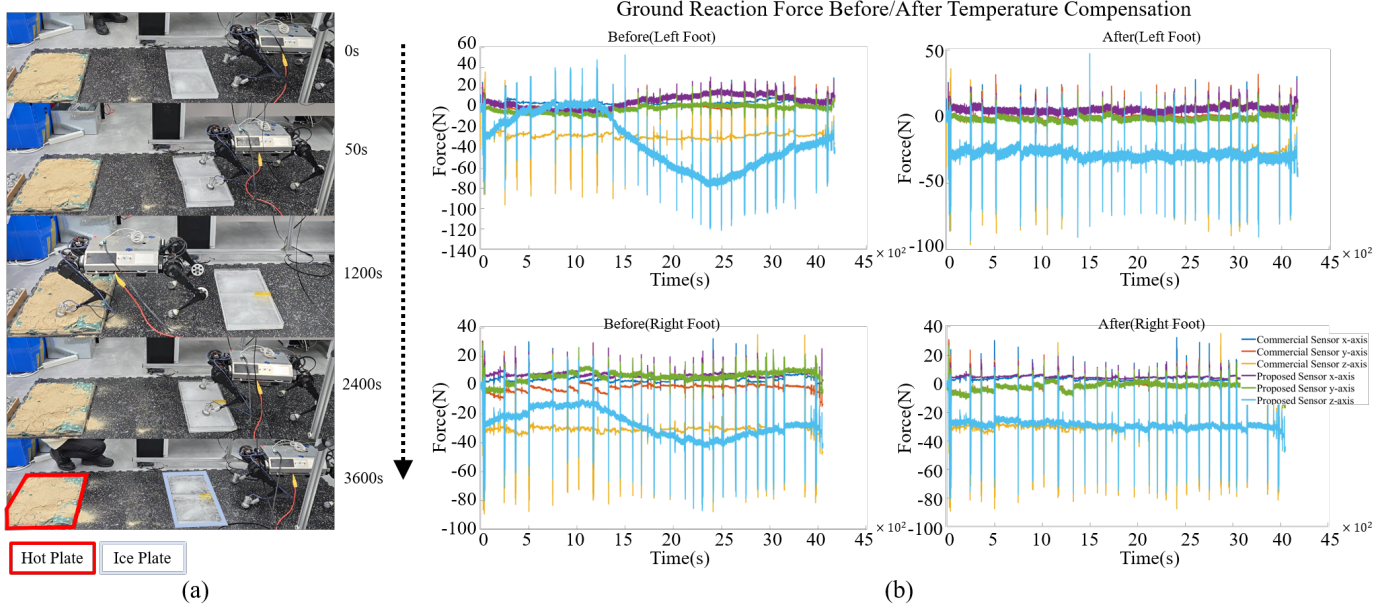 Ground Reaction Force Before/After Temperature Compensation
0s
50s
1200s
2400s
3600s
Hot Plate
Ice Plate
(a)
Before(Left Foot)
60
40
20
0
-20
-40
-60
-80
-100
-120
-140
Force(N)
0 5 10 15 20 25 30 35 40 45
× 10²
Time(s)
After(Left Foot)
50
0
-50
-100
Force(N)
0 5 10 15 20 25 30 35 40 45
× 10²
Time(s)
Before(Right Foot)
40
20
0
-20
-40
-60
-80
-100
Force(N)
0 5 10 15 20 25 30 35 40 45
× 10²
Time(s)
After(Right Foot)
40
20
0
-20
-40
-60
-80
-100
Force(N)
0 5 10 15 20 25 30 35 40 45
× 10²
Time(s)
Commercial Sensor x-axis
Commercial Sensor y-axis
Commercial Sensor z-axis
Proposed Sensor x-axis
Proposed Sensor y-axis
Proposed Sensor z-axis
(b)